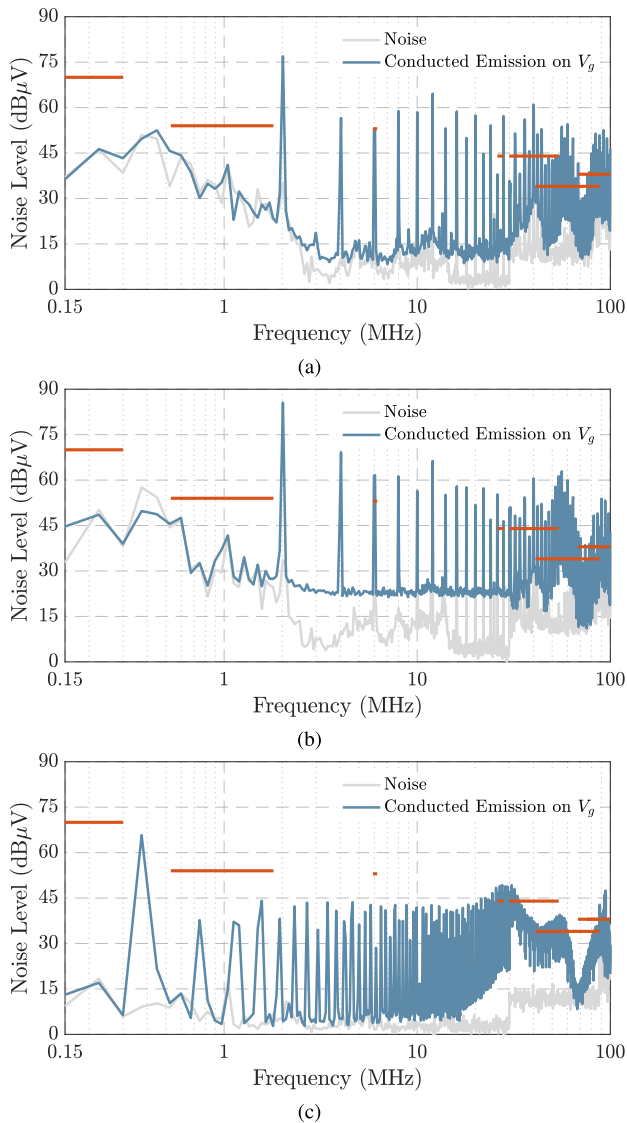 90
75
60
45
30
15
0
Noise Level (dBμV)
Noise
Conducted Emission on Vg
0.15
1
10
100
Frequency (MHz)
(a)
90
75
60
45
30
15
0
Noise Level (dBμV)
Noise
Conducted Emission on Vg
0.15
1
10
100
Frequency (MHz)
(b)
90
75
60
45
30
15
0
Noise Level (dBμV)
Noise
Conducted Emission on Vg
0.15
1
10
100
Frequency (MHz)
(c)